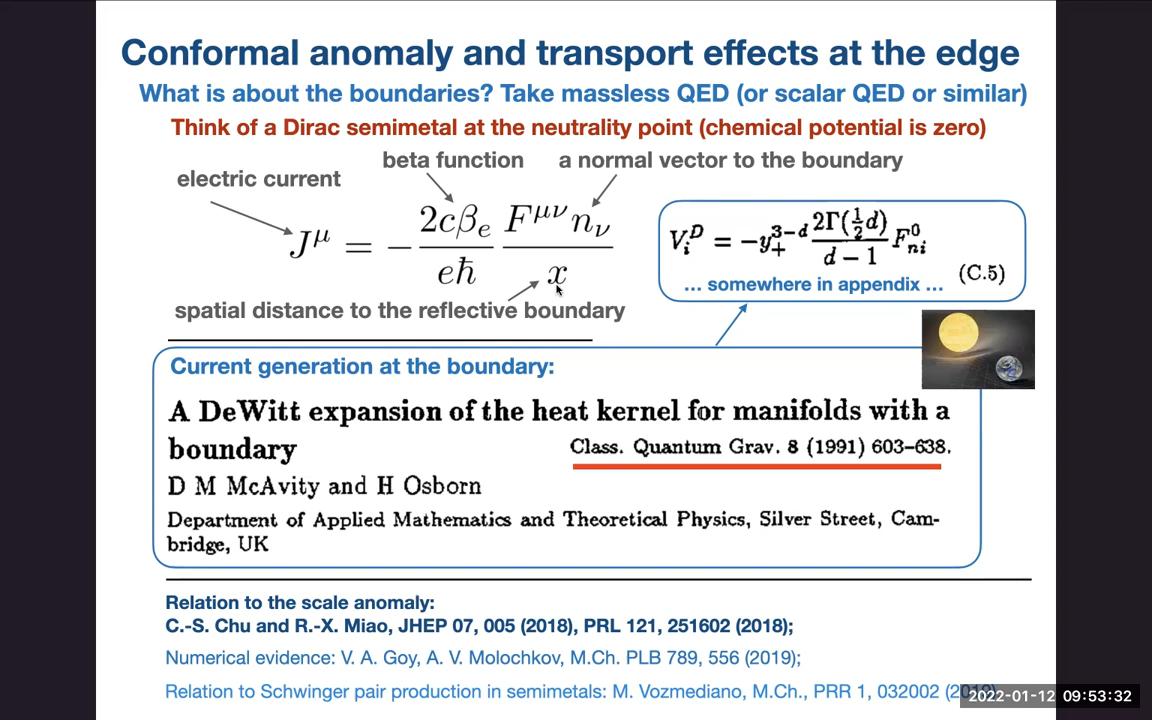 Conformal anomaly and transport effects at the edge
What is about the boundaries? Take massless QED (or scalar QED or similar)
Think of a Dirac semimetal at the neutrality point (chemical potential is zero)
beta function a normal vector to the boundary
electric current
J^μ = − \frac{2cβ_e}{eħ} \frac{F^{μν} n_ν}{x}
spatial distance to the reflective boundary
V_i^D = −y_+^{3−d} \frac{2Γ(½d)}{d − 1} F_{ni}^0
(C.5)
... somewhere in appendix ...
Current generation at the boundary:
A DeWitt expansion of the heat kernel for manifolds with a
boundary Class. Quantum Grav. 8 (1991) 603–638.
D M McAvity and H Osborn
Department of Applied Mathematics and Theoretical Physics, Silver Street, Cam-
bridge, UK
Relation to the scale anomaly:
C.-S. Chu and R.-X. Miao, JHEP 07, 005 (2018), PRL 121, 251602 (2018);
Numerical evidence: V. A. Goy, A. V. Molochkov, M.Ch. PLB 789, 556 (2019);
Relation to Schwinger pair production in semimetals: M. Vozmediano, M.Ch., PRR 1, 032002
2022-01-12 09:53:32